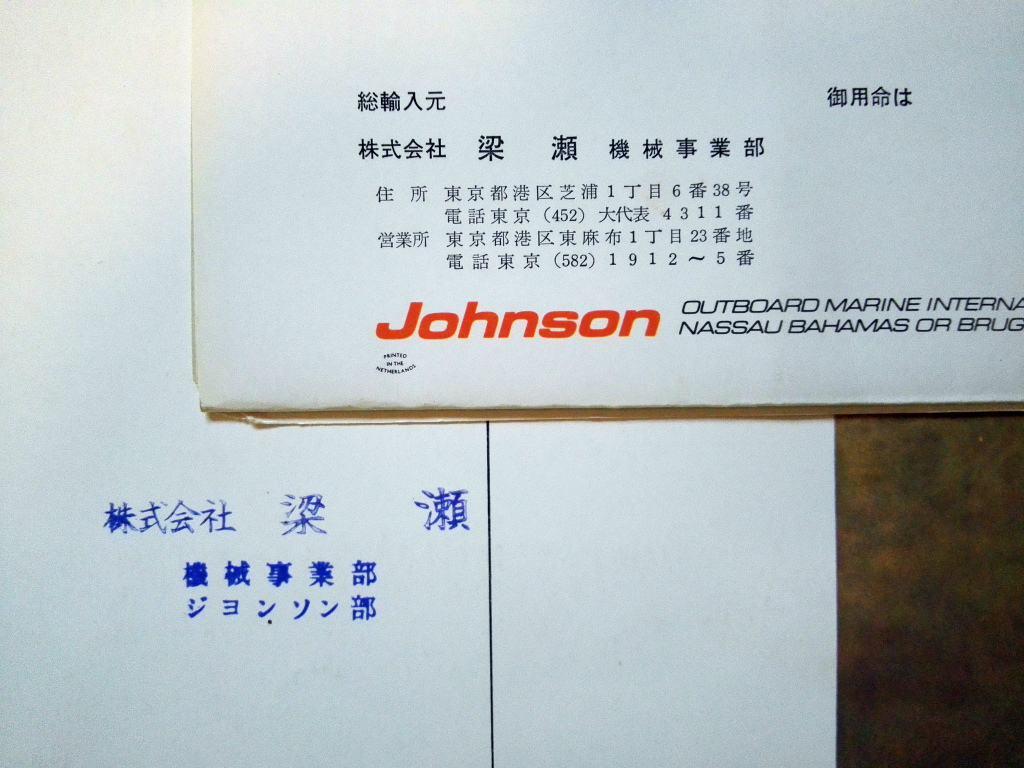 総輸入元
御用命は
株式会社 梁 瀬 機械事業部
住 所 東京都港区芝浦1丁目6番38号
電話東京(452)大代表 4311番
営業所 東京都港区東麻布1丁目23番地
電話東京(582)1912〜5番
Johnson
OUTBOARD MARINE INTERNA
NASSAU BAHAMAS OR BRUG
PRINTED
IN THE
NETHERLANDS
株式会社 梁 瀬
機械事業部
ジヨンソン部